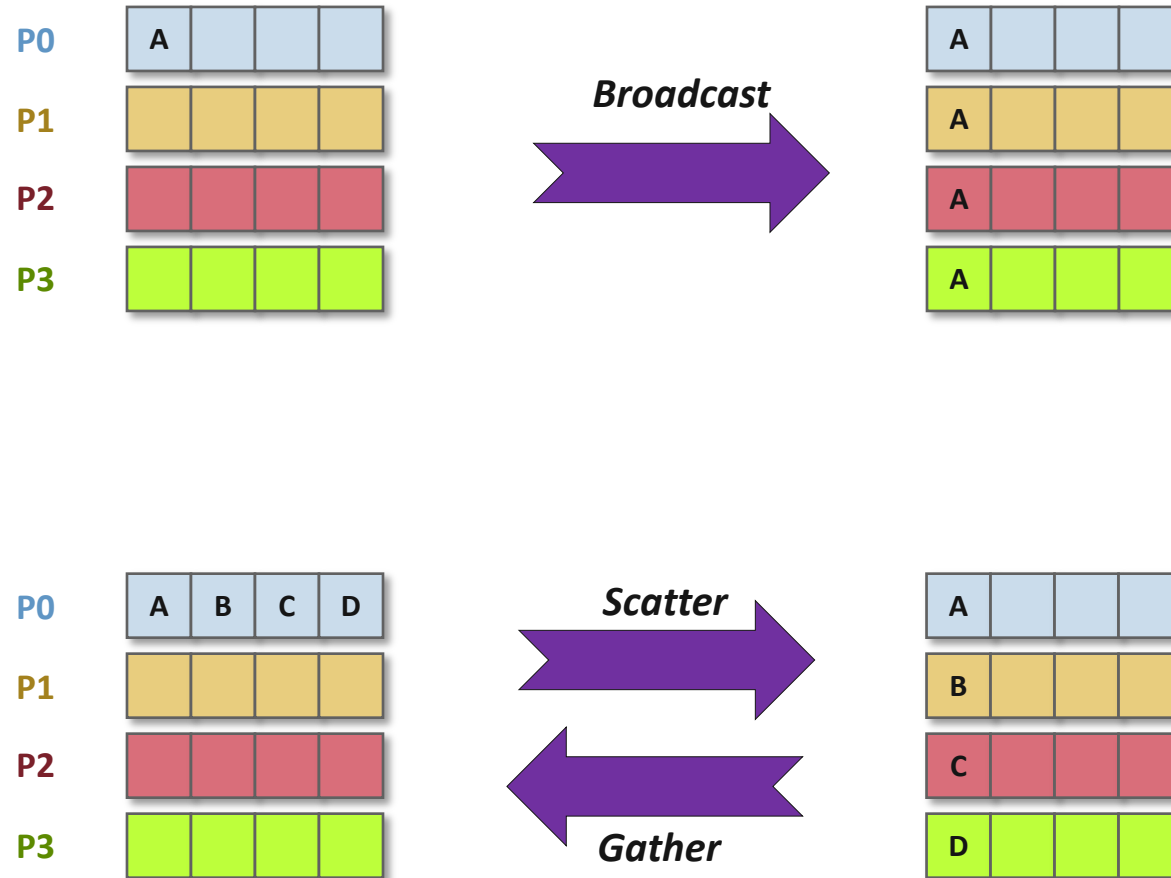 P0 A A
Broadcast
P1 A
P2 A
P3 A
P0 A B C D Scatter A
P1 B
P2 C
P3 Gather D